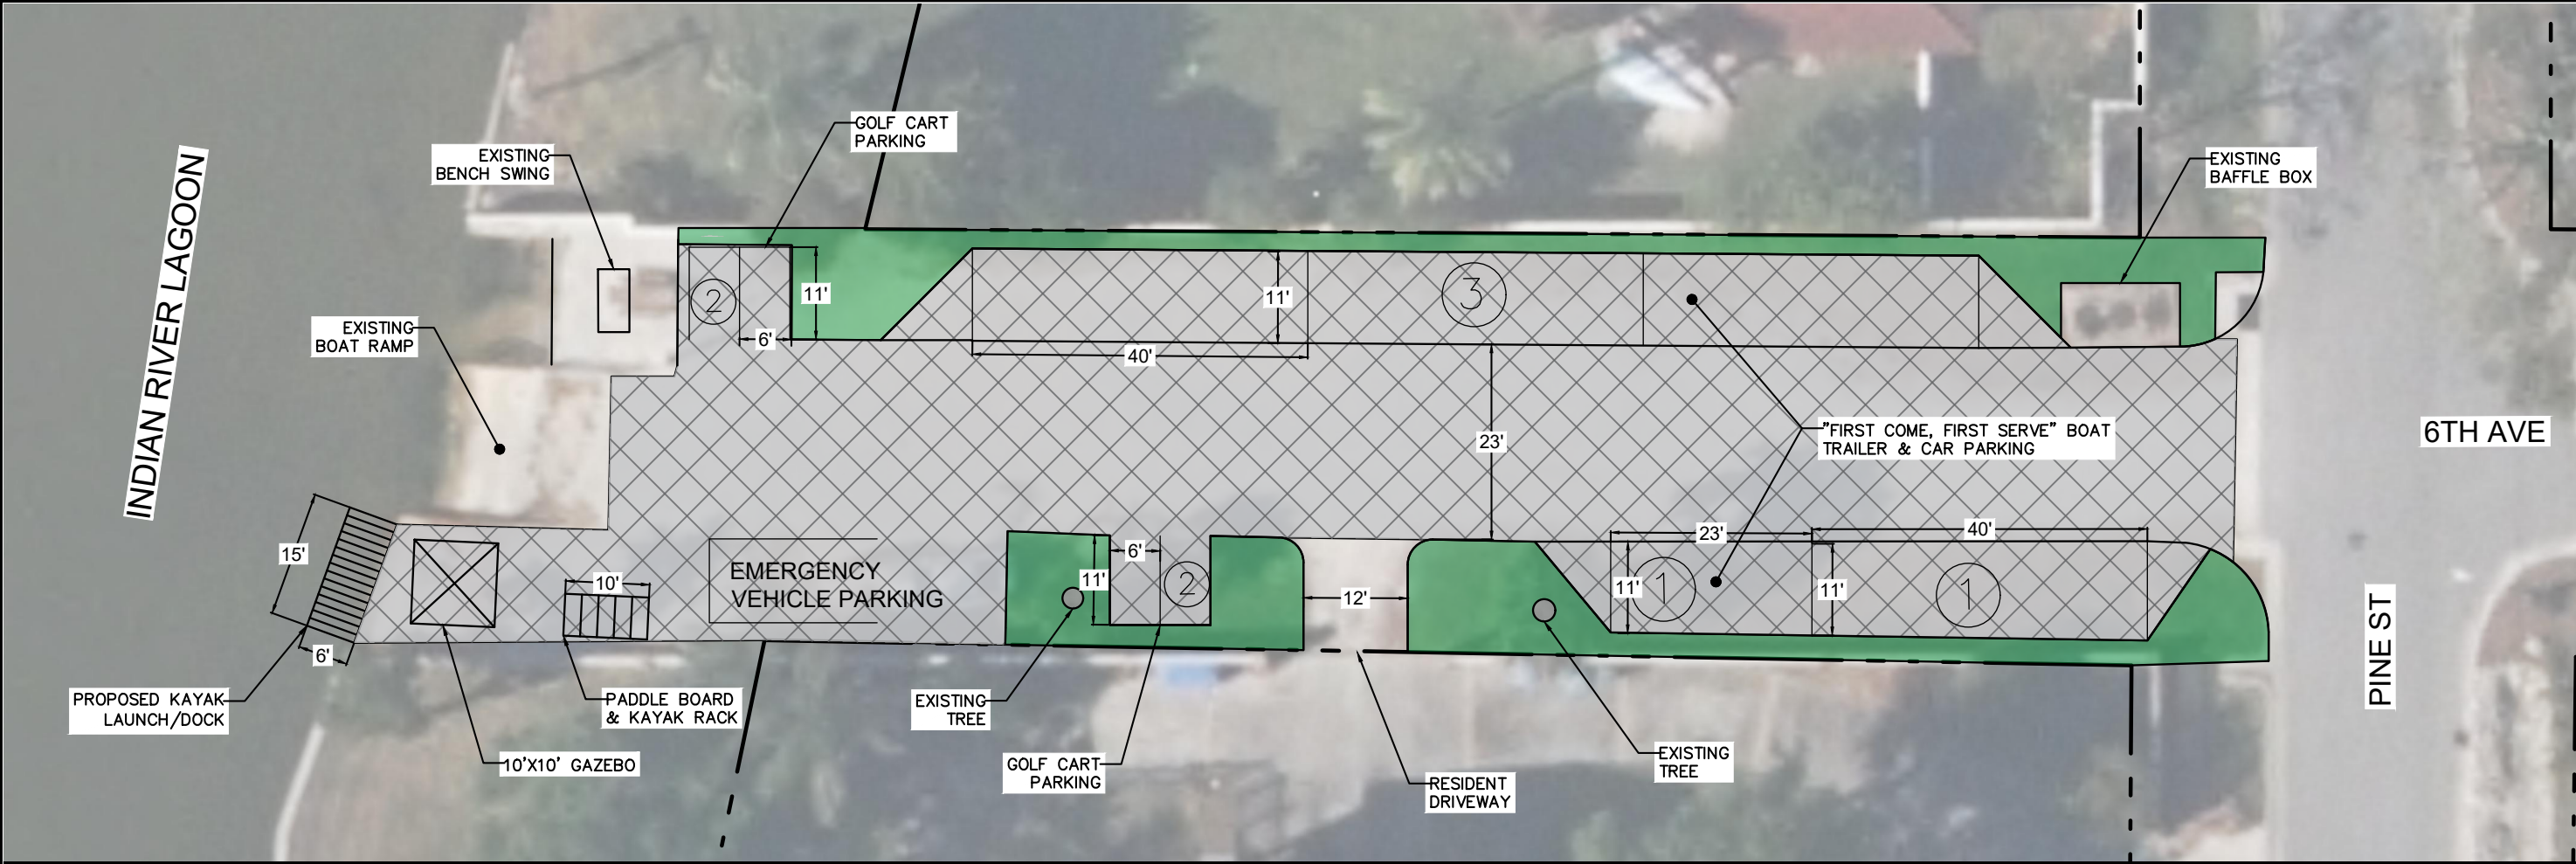 GOLF CART
PARKING
EXISTING
BENCH SWING
EXISTING
BAFFLE BOX
INDIAN RIVER LAGOON
2
11'
6'
11'
3
40'
EXISTING
BOAT RAMP
23'
"FIRST COME, FIRST SERVE" BOAT
TRAILER & CAR PARKING
6TH AVE
15'
6'
10'
EMERGENCY
VEHICLE PARKING
6'
11'
2
12'
23'
40'
11'
1
11'
1
PINE ST
PROPOSED KAYAK
LAUNCH/DOCK
PADDLE BOARD
& KAYAK RACK
10'X10' GAZEBO
EXISTING
TREE
GOLF CART
PARKING
RESIDENT
DRIVEWAY
EXISTING
TREE